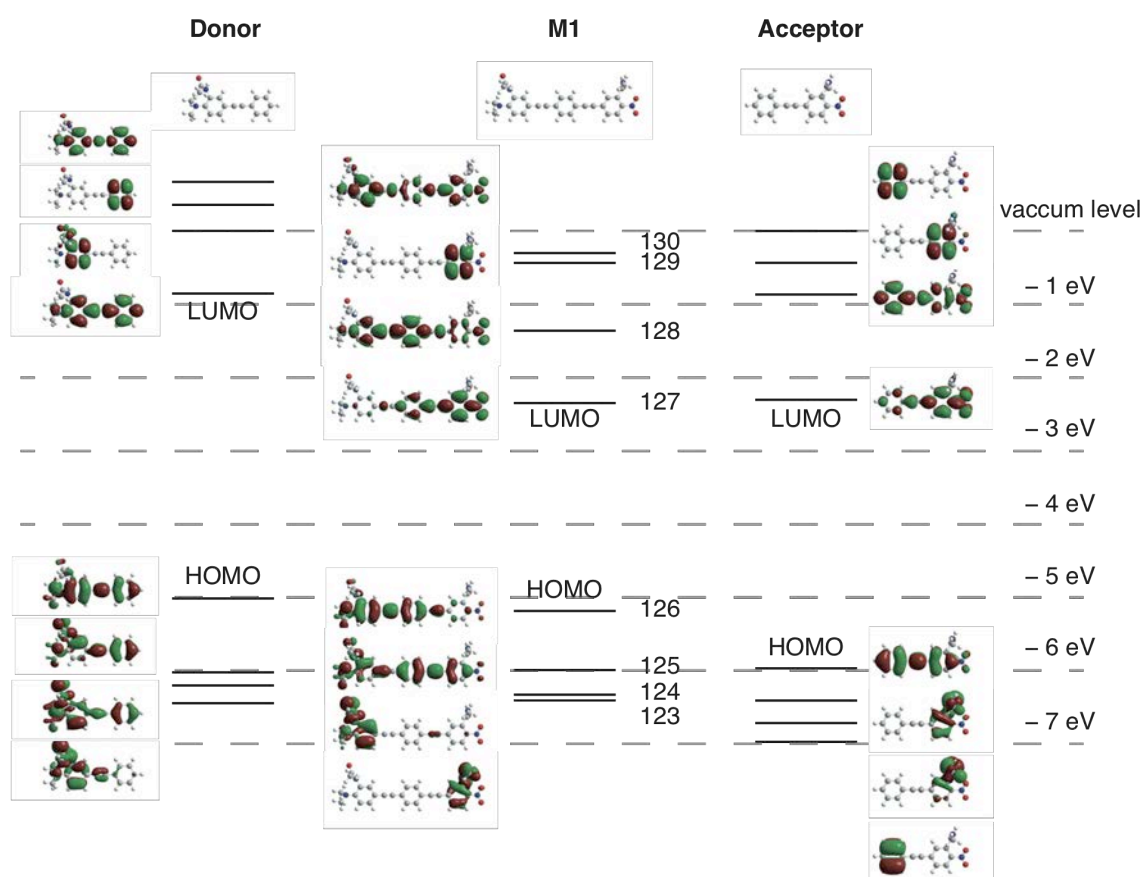 Donor M1 Acceptor
vaccum level
130
129
– 1 eV
LUMO
128
– 2 eV
127
LUMO LUMO
– 3 eV
– 4 eV
HOMO
– 5 eV
HOMO
126
HOMO
– 6 eV
125
124
123
– 7 eV